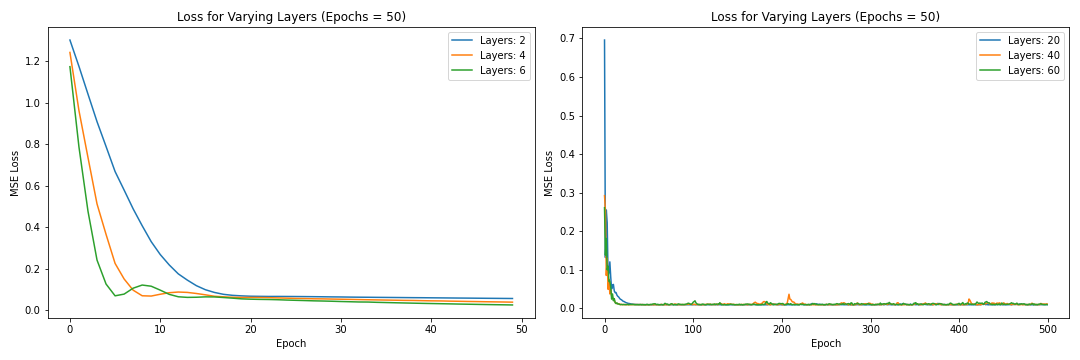 Loss for Varying Layers (Epochs = 50)
Layers: 2
Layers: 4
Layers: 6
1.2
1.0
0.8
0.6
0.4
0.2
0.0
MSE Loss
0
10
20
30
40
50
Epoch
Loss for Varying Layers (Epochs = 50)
Layers: 20
Layers: 40
Layers: 60
0.7
0.6
0.5
0.4
0.3
0.2
0.1
0.0
MSE Loss
0
100
200
300
400
500
Epoch